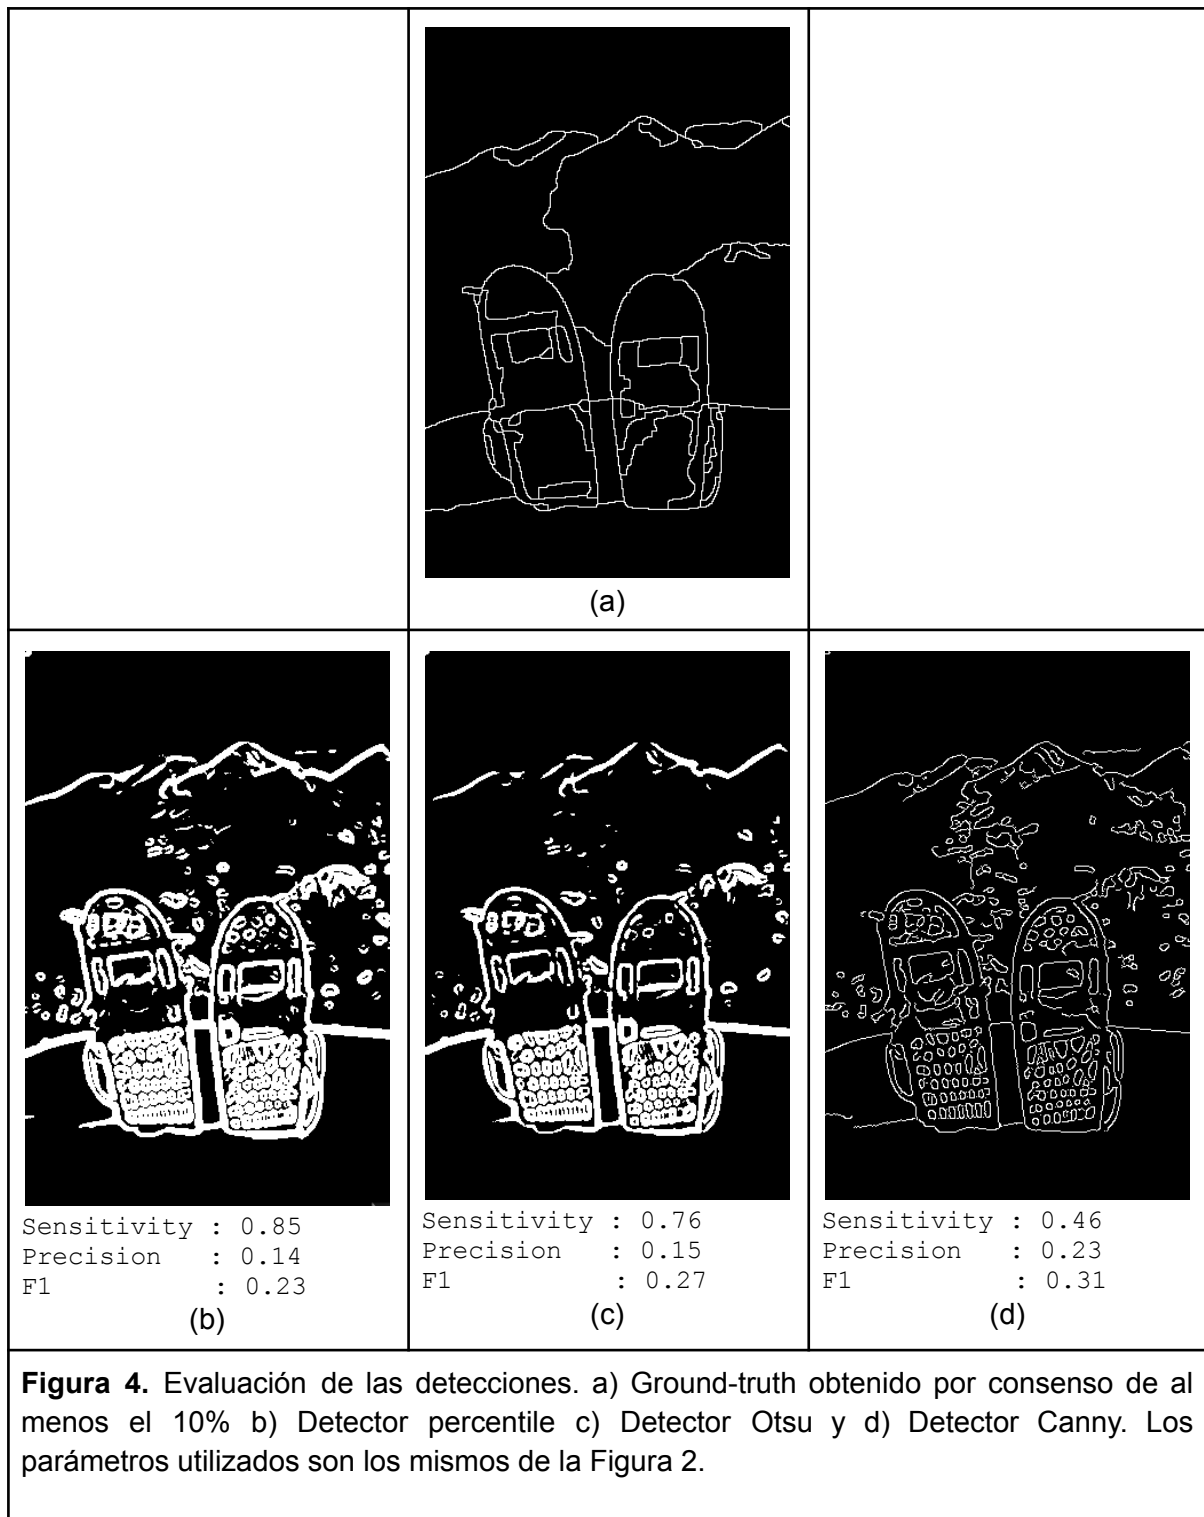 (a)
Sensitivity : 0.85
Precision : 0.14
F1 : 0.23
(b)
Sensitivity : 0.76
Precision : 0.15
F1 : 0.27
(c)
Sensitivity : 0.46
Precision : 0.23
F1 : 0.31
(d)
Figura 4. Evaluación de las detecciones. a) Ground-truth obtenido por consenso de al
menos el 10% b) Detector percentile c) Detector Otsu y d) Detector Canny. Los
parámetros utilizados son los mismos de la Figura 2.